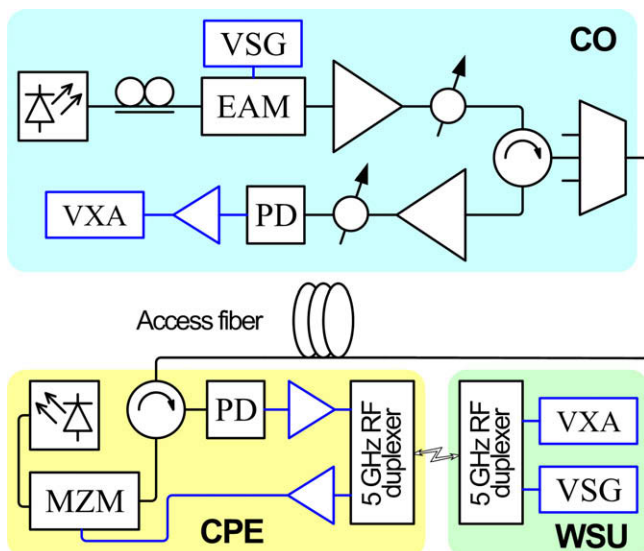 VSG
CO
EAM
VXA
PD
Access fiber
PD
5 GHz RF
duplexer
5 GHz RF
duplexer
VXA
MZM
VSG
CPE
WSU